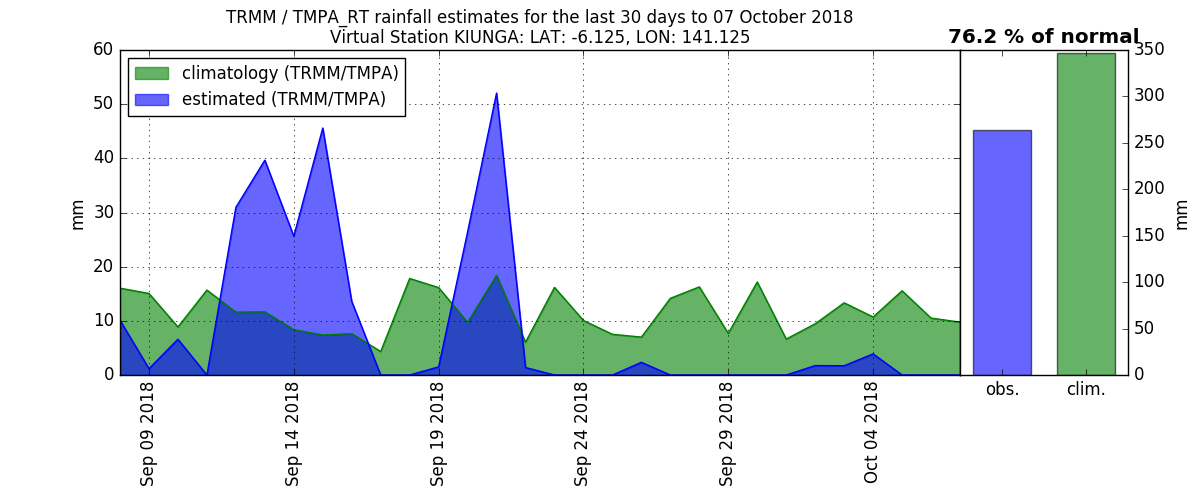 TRMM / TMPA_RT rainfall estimates for the last 30 days to 07 October 2018
Virtual Station KIUNGA: LAT: -6.125, LON: 141.125
76.2 % of normal
climatology (TRMM/TMPA)
estimated (TRMM/TMPA)
60
50
40
30
20
10
0
mm
Sep 09 2018
Sep 14 2018
Sep 19 2018
Sep 24 2018
Sep 29 2018
Oct 04 2018
350
300
250
200
150
100
50
0
mm
obs.
clim.